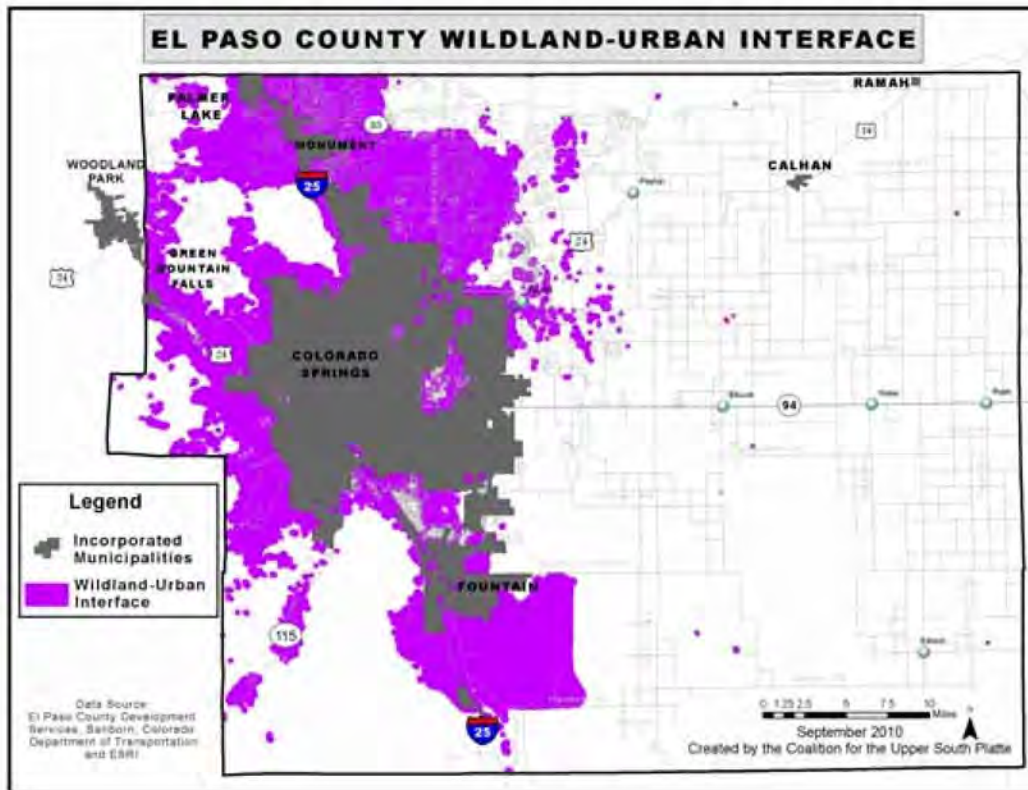 EL PASO COUNTY WILDLAND-URBAN INTERFACE
RAMAH
PALMER
LAKE
24
MONUMENT
WOODLAND
PARK
CALHAN
25
Peyton
24
GREEN
MOUNTAIN
FALLS
24
24
COLORADO
SPRINGS
94
Legend
Incorporated
Municipalities
Wildland-Urban
Interface
FOUNTAIN
115
Data Source:
El Paso County Development
Services, Sanborn, Colorado
Department of Transportation
and ESRI
25
0 1.25 2.5 5 7.5 10
Miles
N
September 2010
Created by the Coalition for the Upper South Platte